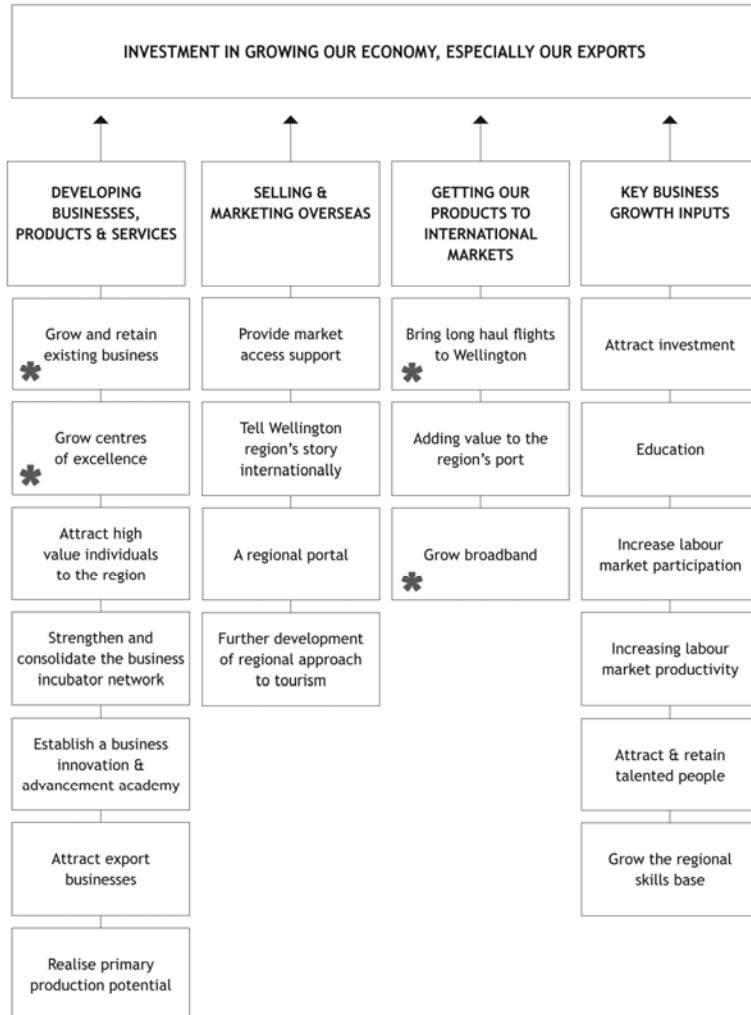 INVESTMENT IN GROWING OUR ECONOMY, ESPECIALLY OUR EXPORTS
DEVELOPING
BUSINESSES,
PRODUCTS & SERVICES
Grow and retain
existing business
*
Grow centres
of excellence
*
Attract high
value individuals
to the region
Strengthen and
consolidate the business
incubator network
Establish a business
innovation &
advancement academy
Attract export
businesses
Realise primary
production potential
SELLING &
MARKETING OVERSEAS
Provide market
access support
Tell Wellington
region's story
internationally
A regional portal
Further development
of regional approach
to tourism
GETTING OUR
PRODUCTS TO
INTERNATIONAL
MARKETS
Bring long haul flights
to Wellington
*
Adding value to the
region's port
Grow broadband
*
KEY BUSINESS
GROWTH INPUTS
Attract investment
Education
Increase labour
market participation
Increasing labour
market productivity
Attract & retain
talented people
Grow the regional
skills base